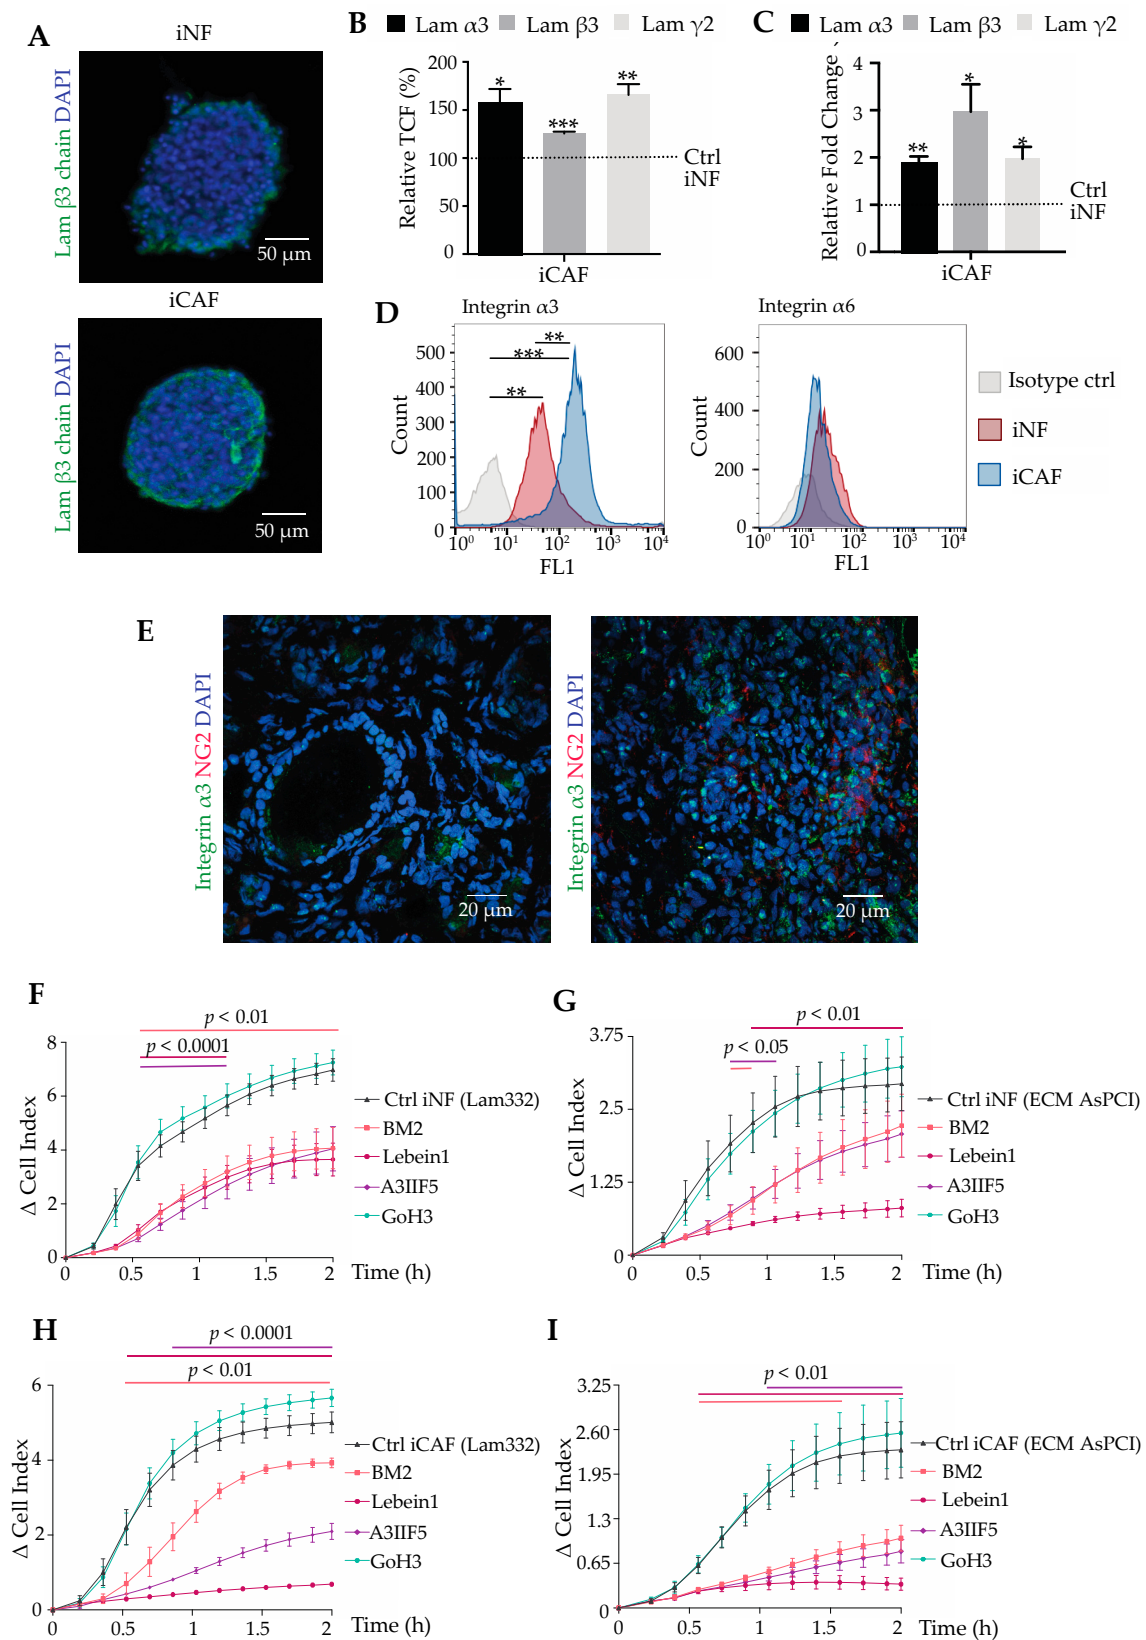 A
iNF
Lam β3 chain DAPI
50 µm
iCAF
Lam β3 chain DAPI
50 µm
B
Lam α3 Lam β3 Lam γ2
Relative TCF (%)
200
150
100
50
0
*
***
**
Ctrl
iNF
iCAF
C
Lam α3 Lam β3 Lam γ2
Relative Fold Change
4
3
2
1
0
**
*
*
Ctrl
iNF
iCAF
D
Integrin α3
Count
500
400
300
200
100
0
**
***
**
10⁰ 10¹ 10² 10³ 10⁴
FL1
Integrin α6
Count
600
400
200
0
10⁰ 10¹ 10² 10³ 10⁴
FL1
Isotype ctrl
iNF
iCAF
E
Integrin α3 NG2 DAPI
20 µm
Integrin α3 NG2 DAPI
20 µm
F
p < 0.01
p < 0.0001
Δ Cell Index
8
6
4
2
0
0 0.5 1 1.5 2 Time (h)
Ctrl iNF (Lam332)
BM2
Lebein1
A3IIF5
GoH3
G
p < 0.01
p < 0.05
Δ Cell Index
3.75
2.5
1.25
0
0 0.5 1 1.5 2 Time (h)
Ctrl iNF (ECM AsPCI)
BM2
Lebein1
A3IIF5
GoH3
H
p < 0.0001
p < 0.01
Δ Cell Index
6
4
2
0
0 0.5 1 1.5 2 Time (h)
Ctrl iCAF (Lam332)
BM2
Lebein1
A3IIF5
GoH3
I
p < 0.01
Δ Cell Index
3.25
2.60
1.95
1.3
0.65
0
0 0.5 1 1.5 2 Time (h)
Ctrl iCAF (ECM AsPCI)
BM2
Lebein1
A3IIF5
GoH3